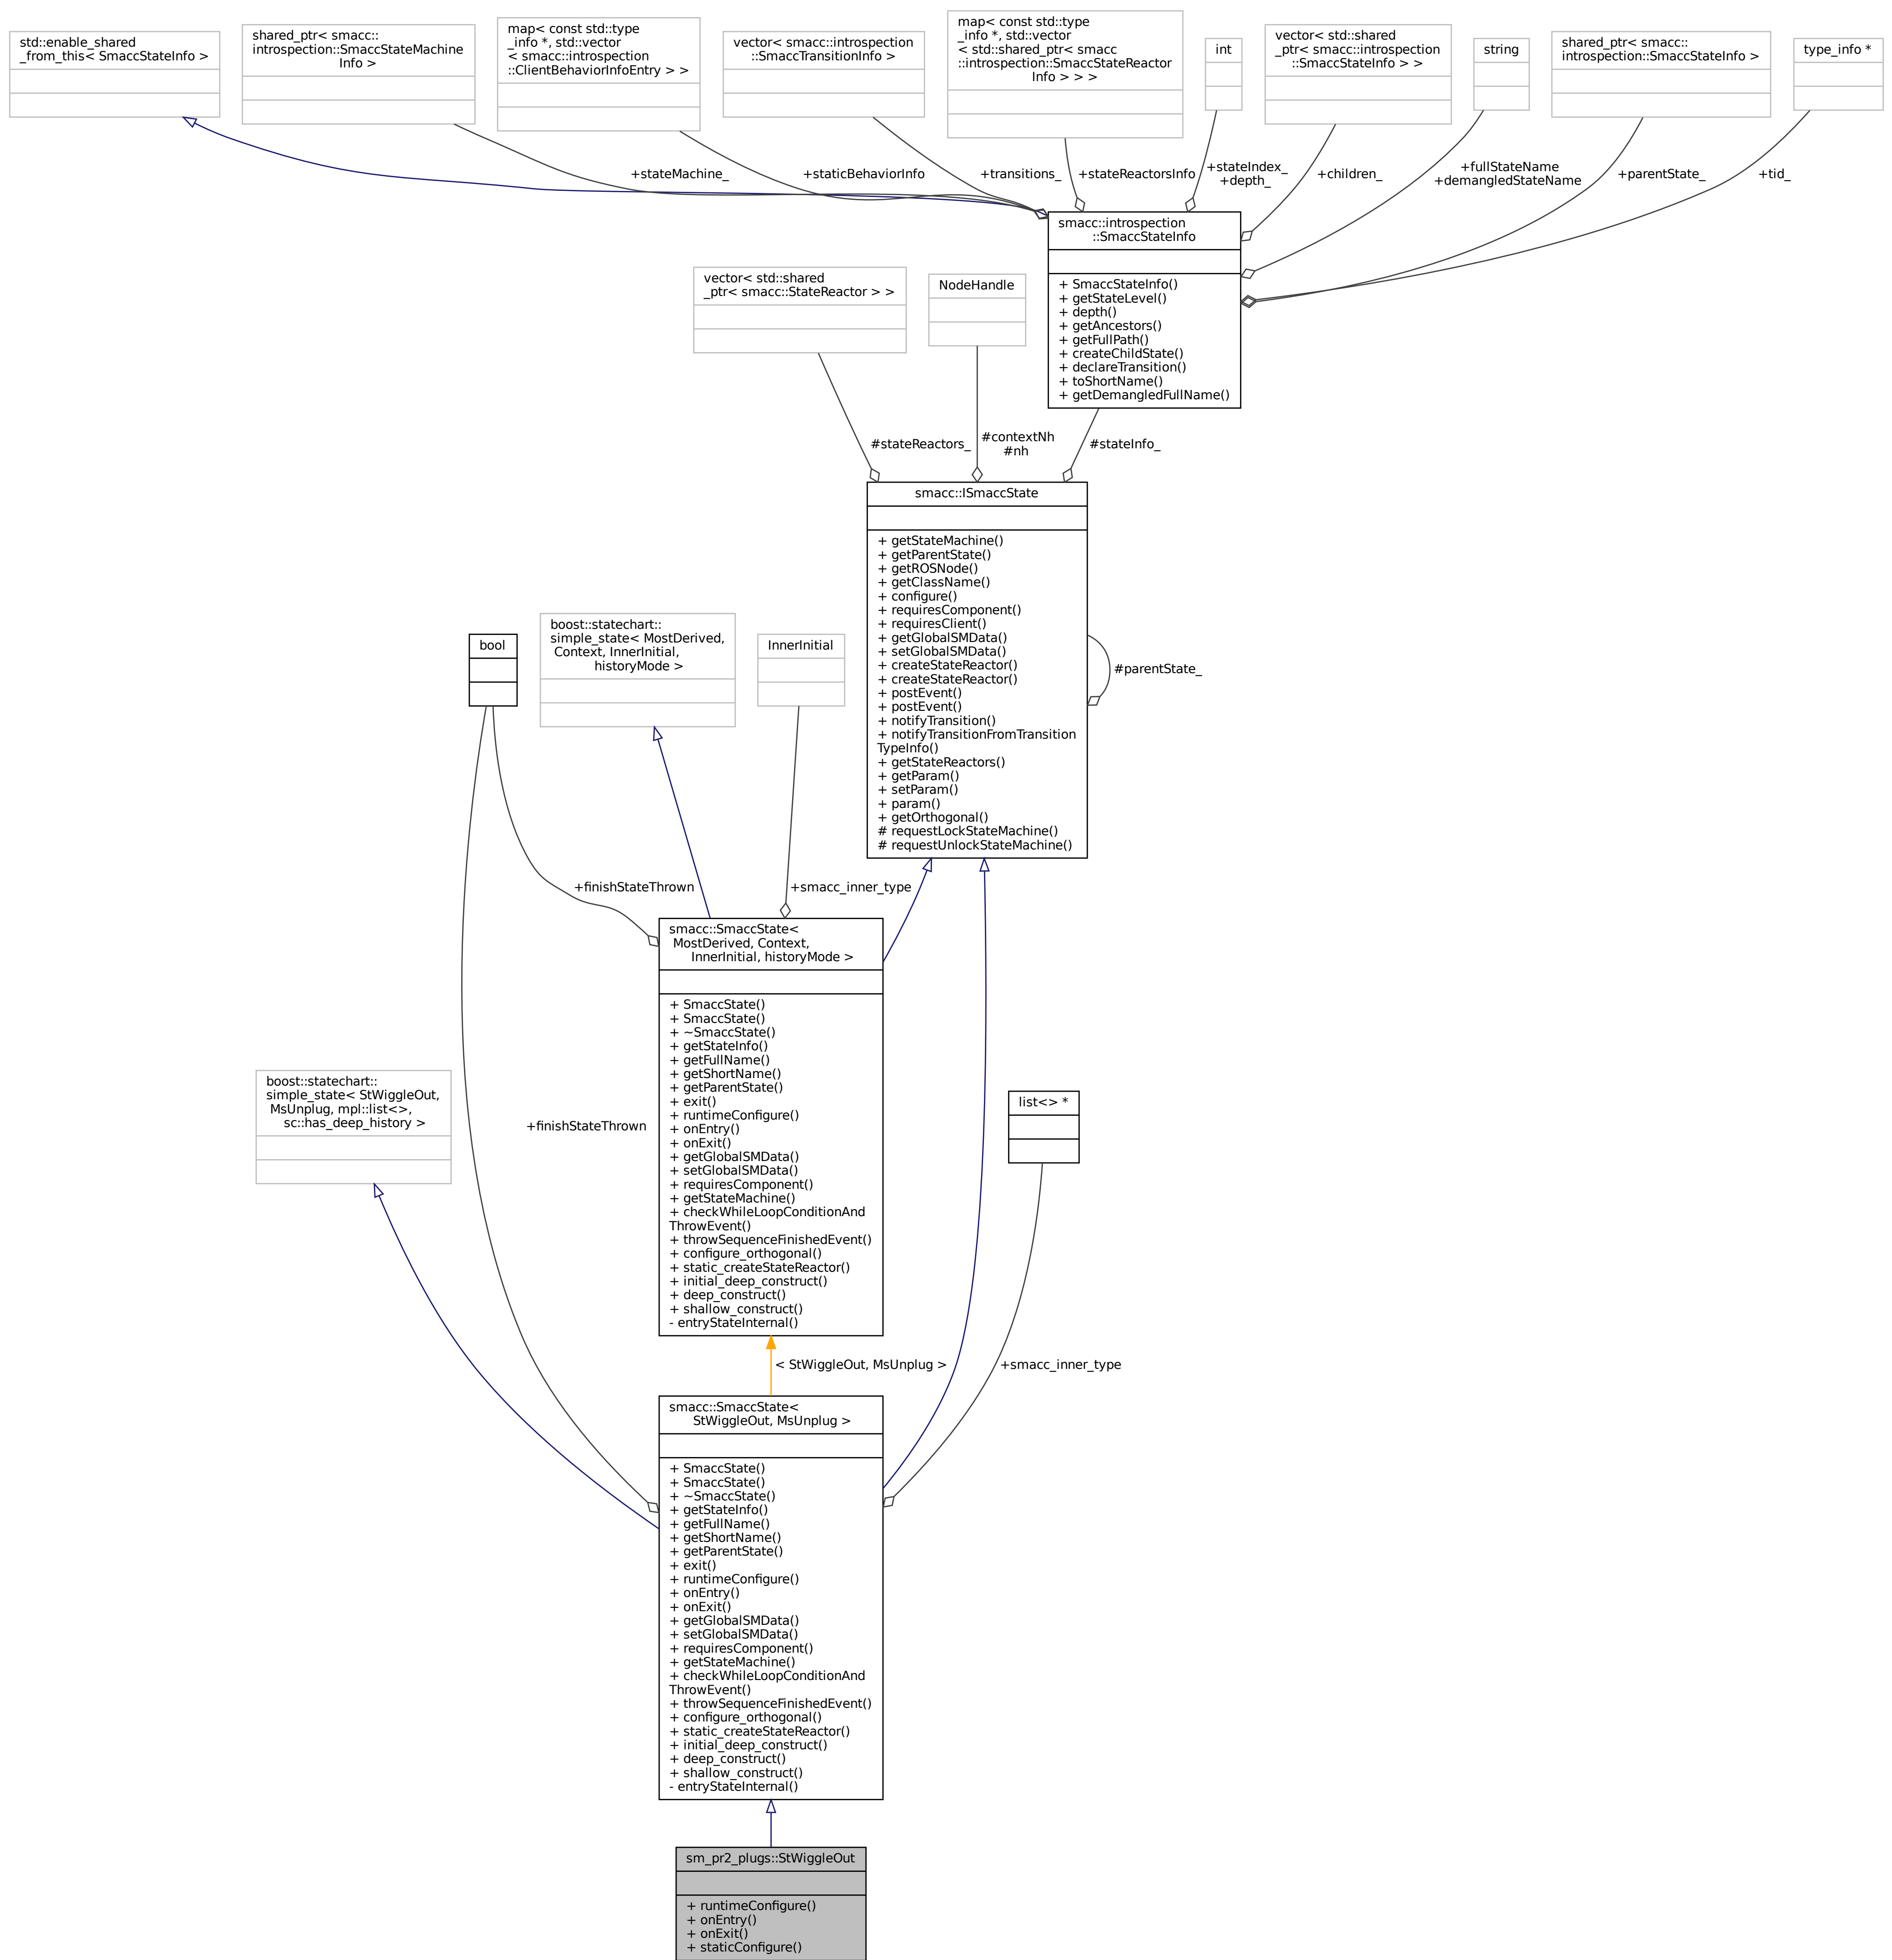 std::enable_shared
_from_this< SmaccStateInfo >
shared_ptr< smacc::
introspection::SmaccStateMachine
Info >
map< const std::type
_info *, std::vector
< smacc::introspection
::ClientBehaviorInfoEntry > >
vector< smacc::introspection
::SmaccTransitionInfo >
map< const std::type
_info *, std::vector
< std::shared_ptr< smacc
::introspection::SmaccStateReactor
Info > > >
int
vector< std::shared
_ptr< smacc::introspection
::SmaccStateInfo > >
string
shared_ptr< smacc::
introspection::SmaccStateInfo >
type_info *
+stateMachine_
+staticBehaviorInfo
+transitions_
+stateReactorsInfo
+stateIndex_
+depth_
+children_
+fullStateName
+demangledStateName
+parentState_
+tid_
smacc::introspection
::SmaccStateInfo
+ SmaccStateInfo()
+ getStateLevel()
+ depth()
+ getAncestors()
+ getFullPath()
+ createChildState()
+ declareTransition()
+ toShortName()
+ getDemangledFullName()
vector< std::shared
_ptr< smacc::StateReactor > >
NodeHandle
#stateReactors_
#contextNh
#nh
#stateInfo_
smacc::ISmaccState
+ getStateMachine()
+ getParentState()
+ getROSNode()
+ getClassName()
+ configure()
+ requiresComponent()
+ requiresClient()
+ getGlobalSMData()
+ setGlobalSMData()
+ createStateReactor()
+ createStateReactor()
+ postEvent()
+ postEvent()
+ notifyTransition()
+ notifyTransitionFromTransition
TypeInfo()
+ getStateReactors()
+ getParam()
+ setParam()
+ param()
+ getOrthogonal()
# requestLockStateMachine()
# requestUnlockStateMachine()
#parentState_
bool
boost::statechart::
simple_state< MostDerived,
Context, InnerInitial,
historyMode >
InnerInitial
+finishStateThrown
+smacc_inner_type
smacc::SmaccState<
MostDerived, Context,
InnerInitial, historyMode >
+ SmaccState()
+ SmaccState()
+ ~SmaccState()
+ getStateInfo()
+ getFullName()
+ getShortName()
+ getParentState()
+ exit()
+ runtimeConfigure()
+ onEntry()
+ onExit()
+ getGlobalSMData()
+ setGlobalSMData()
+ requiresComponent()
+ getStateMachine()
+ checkWhileLoopConditionAnd
ThrowEvent()
+ throwSequenceFinishedEvent()
+ configure_orthogonal()
+ static_createStateReactor()
+ initial_deep_construct()
+ deep_construct()
+ shallow_construct()
- entryStateInternal()
boost::statechart::
simple_state< StWiggleOut,
MsUnplug, mpl::list<>,
sc::has_deep_history >
+finishStateThrown
list<> *
< StWiggleOut, MsUnplug >
+smacc_inner_type
smacc::SmaccState<
StWiggleOut, MsUnplug >
+ SmaccState()
+ SmaccState()
+ ~SmaccState()
+ getStateInfo()
+ getFullName()
+ getShortName()
+ getParentState()
+ exit()
+ runtimeConfigure()
+ onEntry()
+ onExit()
+ getGlobalSMData()
+ setGlobalSMData()
+ requiresComponent()
+ getStateMachine()
+ checkWhileLoopConditionAnd
ThrowEvent()
+ throwSequenceFinishedEvent()
+ configure_orthogonal()
+ static_createStateReactor()
+ initial_deep_construct()
+ deep_construct()
+ shallow_construct()
- entryStateInternal()
sm_pr2_plugs::StWiggleOut
+ runtimeConfigure()
+ onEntry()
+ onExit()
+ staticConfigure()